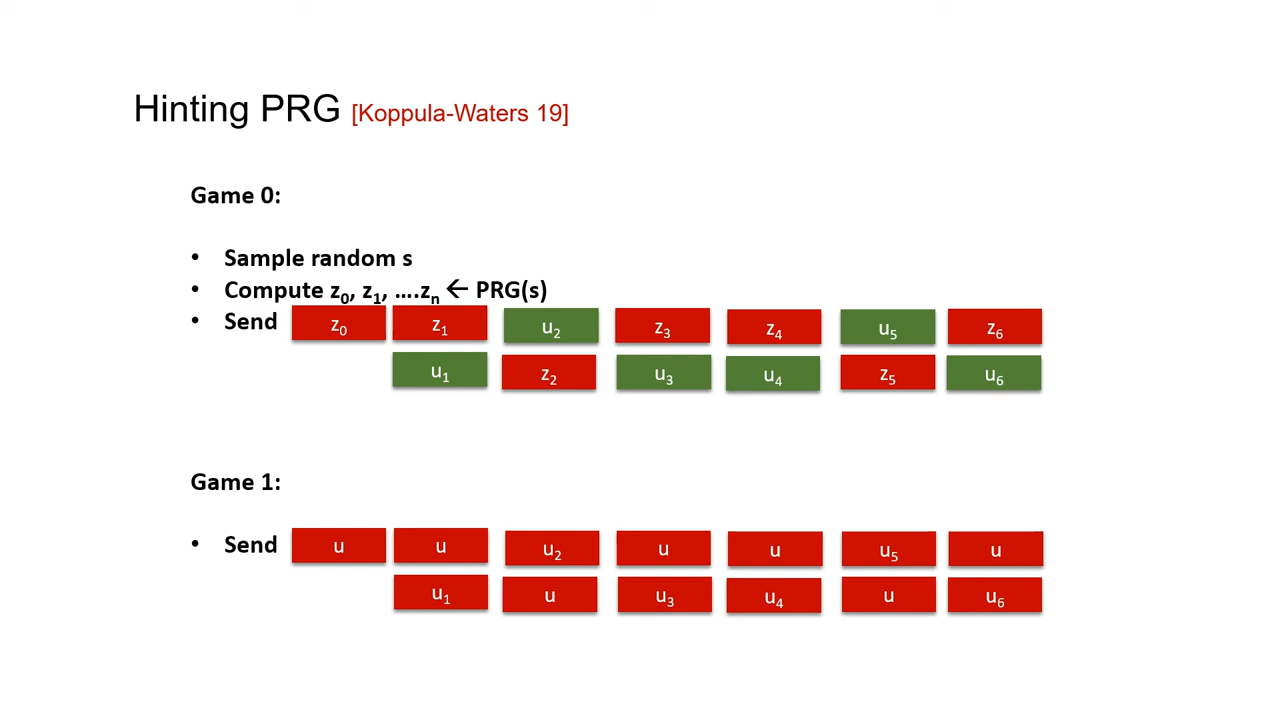 Hinting PRG [Koppula-Waters 19]
Game 0:
• Sample random s
• Compute z₀, z₁, ….zₙ ← PRG(s)
• Send z₀ z₁ u₂ z₃ z₄ u₅ z₆
u₁ z₂ u₃ u₄ z₅ u₆
Game 1:
• Send u u u₂ u u u₅ u
u₁ u u₃ u₄ u u₆